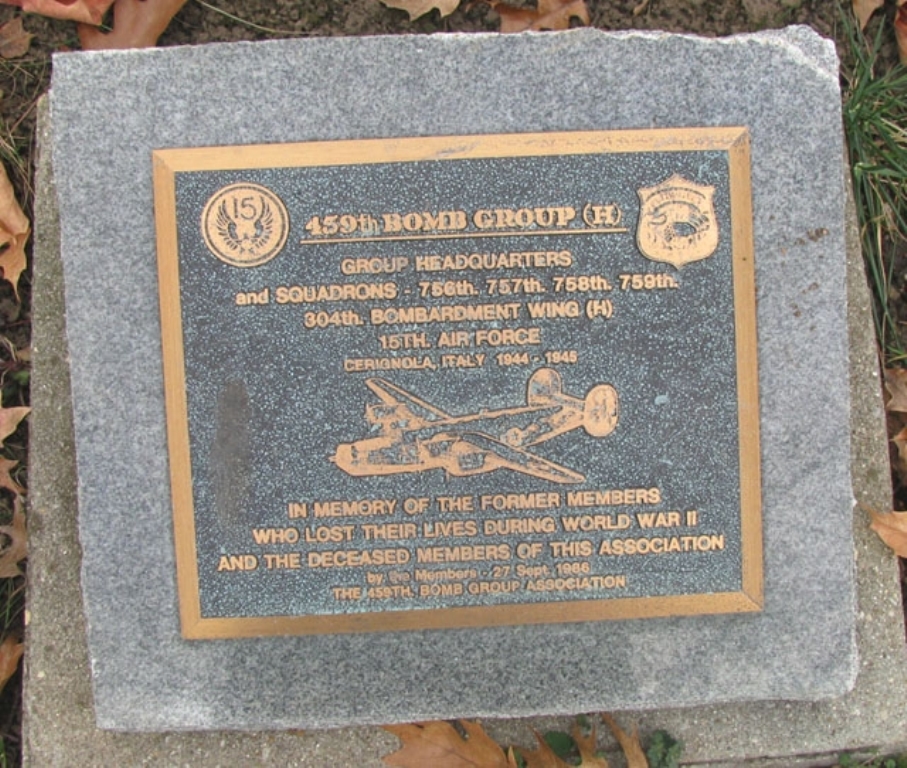 15
459th BOMB GROUP (H)
GROUP HEADQUARTERS
and SQUADRONS - 756th. 757th. 758th. 759th.
304th. BOMBARDMENT WING (H)
15TH. AIR FORCE
CERIGNOLA, ITALY 1944 - 1945
IN MEMORY OF THE FORMER MEMBERS
WHO LOST THEIR LIVES DURING WORLD WAR II
AND THE DECEASED MEMBERS OF THIS ASSOCIATION
by the Members - 27 Sept. 1986
THE 459TH. BOMB GROUP ASSOCIATION